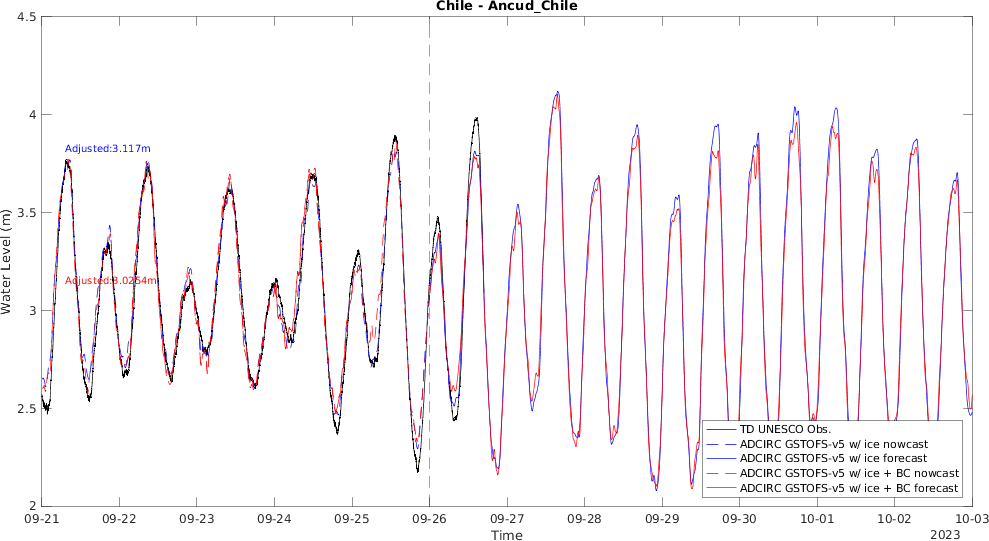 Chile - Ancud_Chile
4.5
4
3.5
3
2.5
2
Water Level (m)
Adjusted:3.117m
Adjusted:3.0254m
TD UNESCO Obs.
ADCIRC GSTOFS-v5 w/ ice nowcast
ADCIRC GSTOFS-v5 w/ ice forecast
ADCIRC GSTOFS-v5 w/ ice + BC nowcast
ADCIRC GSTOFS-v5 w/ ice + BC forecast
09-21 09-22 09-23 09-24 09-25 09-26 09-27 09-28 09-29 09-30 10-01 10-02 10-03
Time
2023